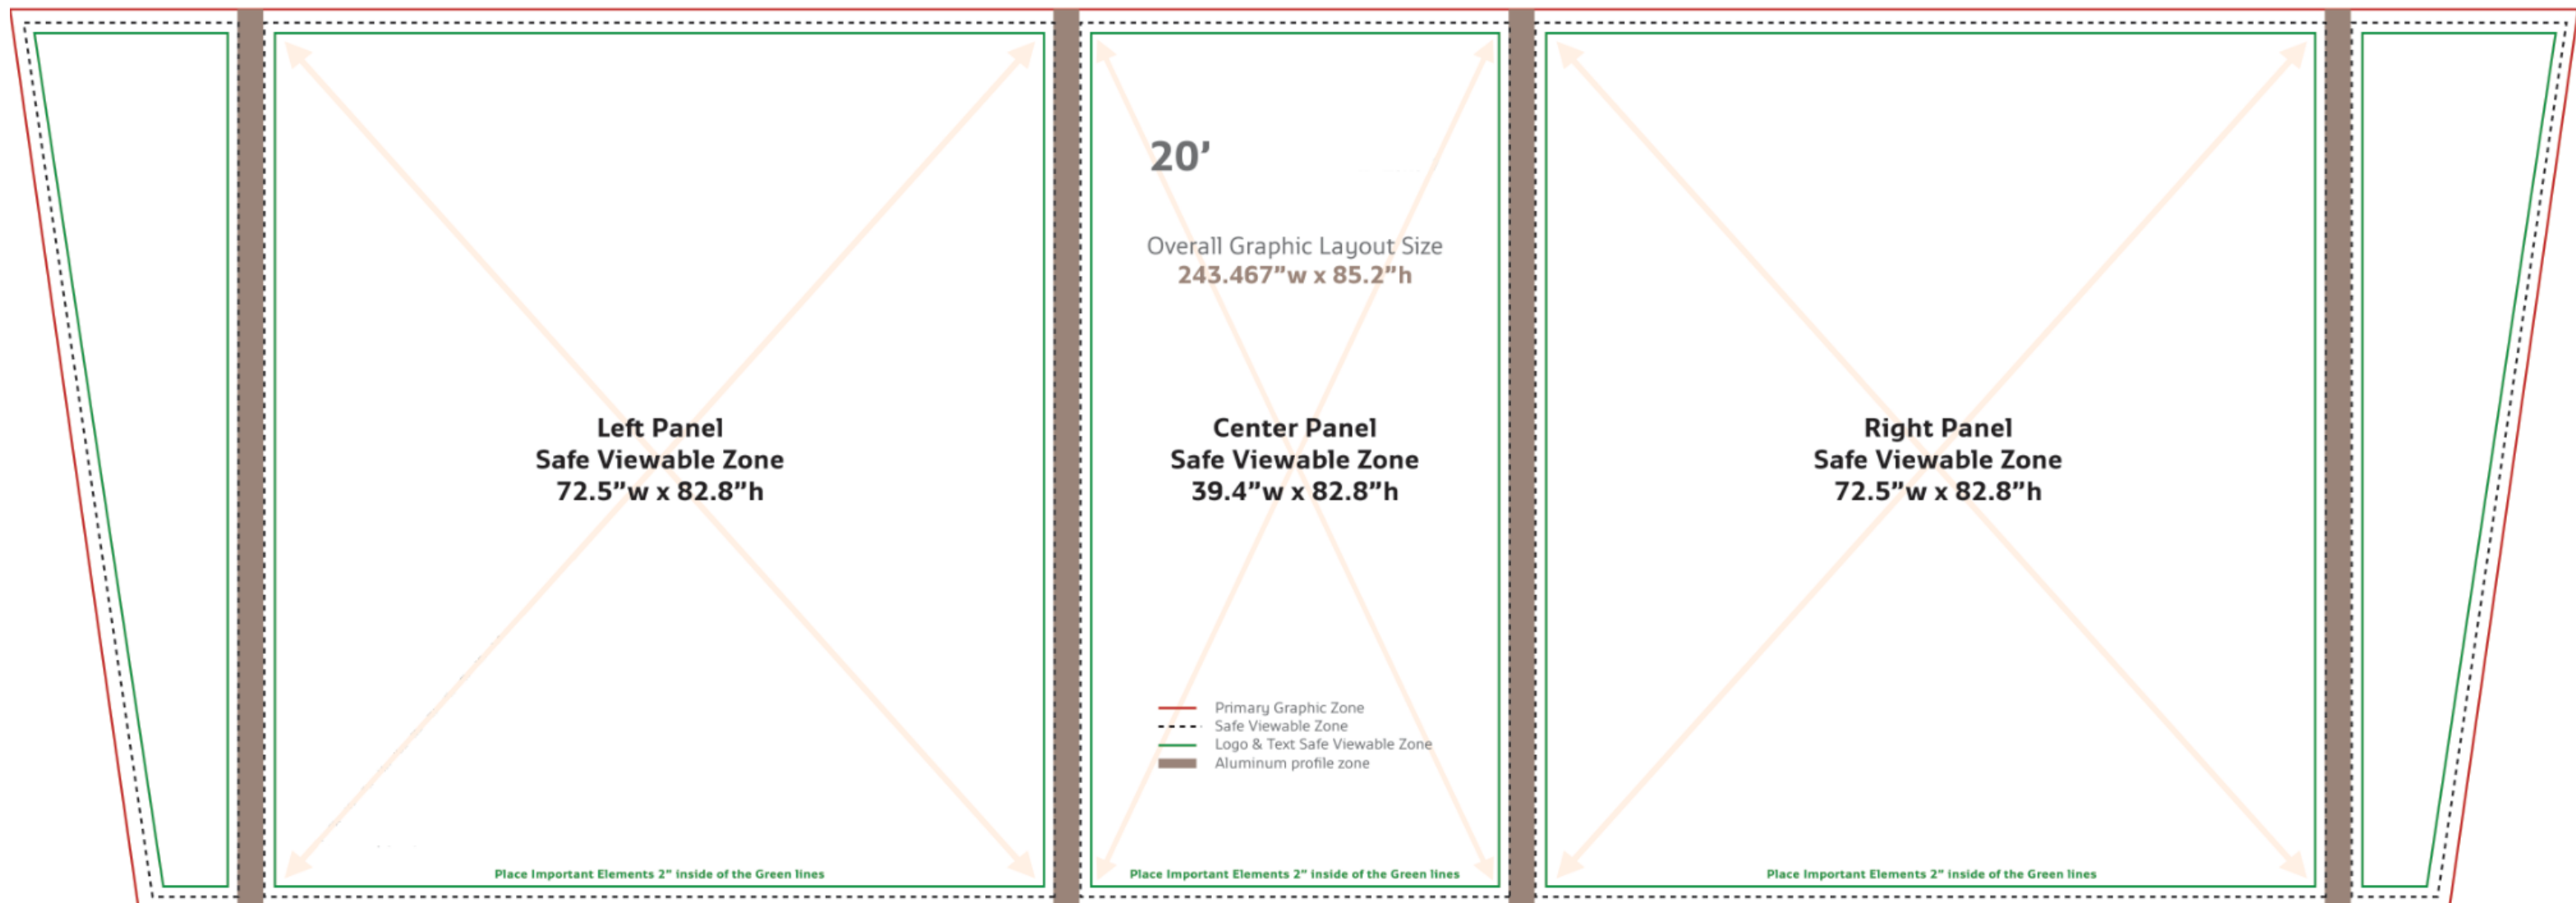 20’
Overall Graphic Layout Size
243.467”w x 85.2”h
Left Panel
Safe Viewable Zone
72.5”w x 82.8”h
Center Panel
Safe Viewable Zone
39.4”w x 82.8”h
Right Panel
Safe Viewable Zone
72.5”w x 82.8”h
Primary Graphic Zone
Safe Viewable Zone
Logo & Text Safe Viewable Zone
Aluminum profile zone
Place Important Elements 2” inside of the Green lines
Place Important Elements 2” inside of the Green lines
Place Important Elements 2” inside of the Green lines